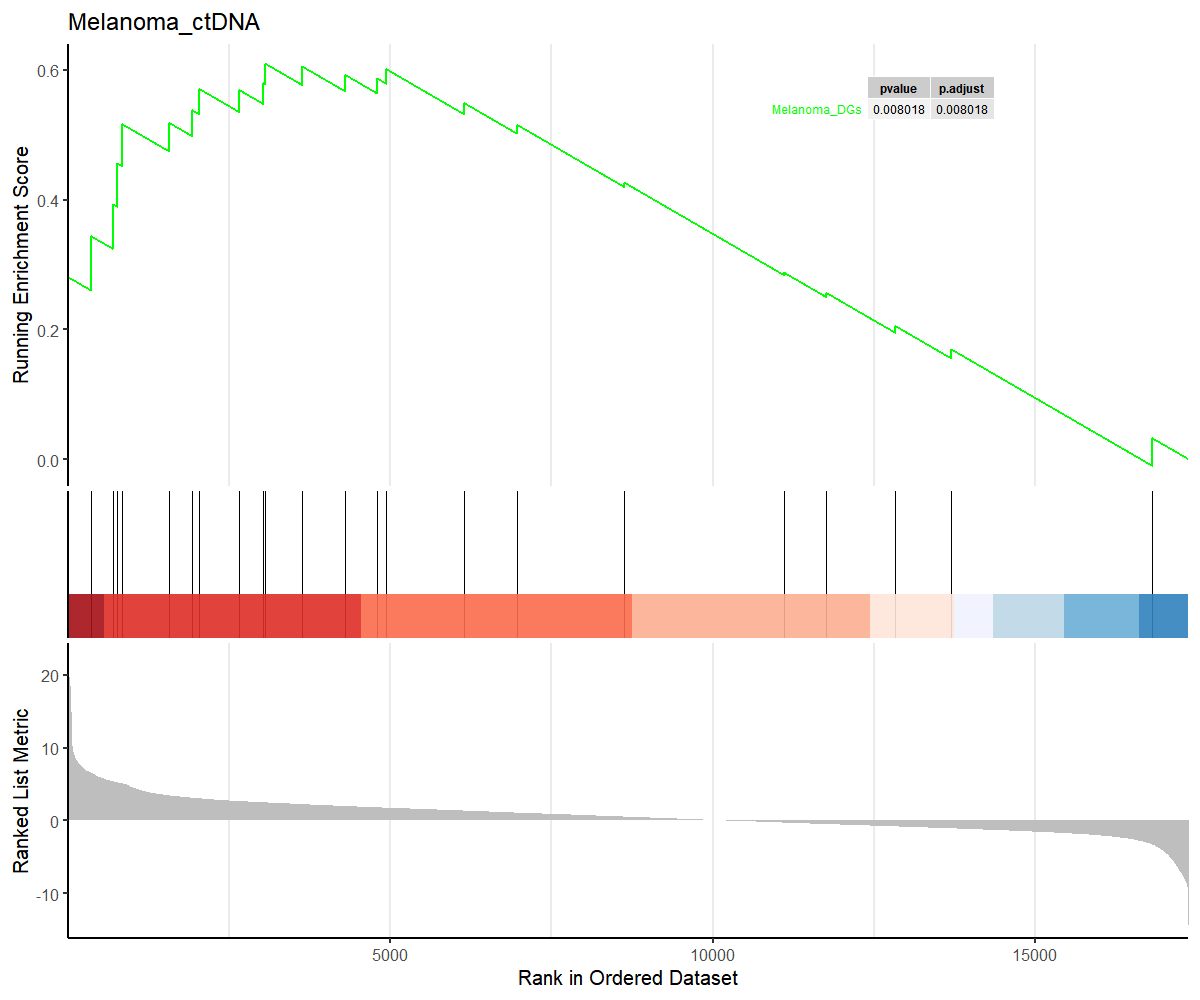 Melanoma_ctDNA
Running Enrichment Score
0.6
0.4
0.2
0.0
pvalue p.adjust
Melanoma_DGs 0.008018 0.008018
Ranked List Metric
20
10
0
-10
5000 10000 15000
Rank in Ordered Dataset